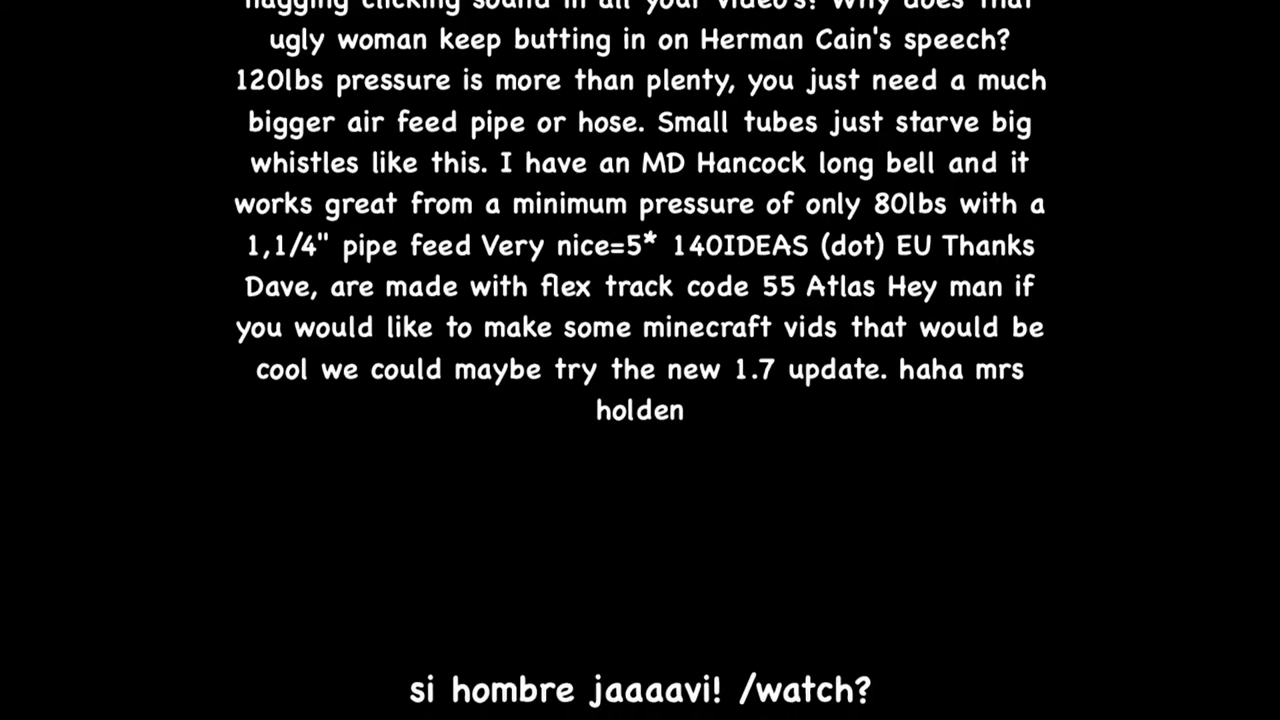 nagging clicking sound in all your video's? Why does that
ugly woman keep butting in on Herman Cain's speech?
120lbs pressure is more than plenty, you just need a much
bigger air feed pipe or hose. Small tubes just starve big
whistles like this. I have an MD Hancock long bell and it
works great from a minimum pressure of only 80lbs with a
1,1/4" pipe feed Very nice=5* 140IDEAS (dot) EU Thanks
Dave, are made with flex track code 55 Atlas Hey man if
you would like to make some minecraft vids that would be
cool we could maybe try the new 1.7 update. haha mrs
holden
si hombre jaaaavi! /watch?